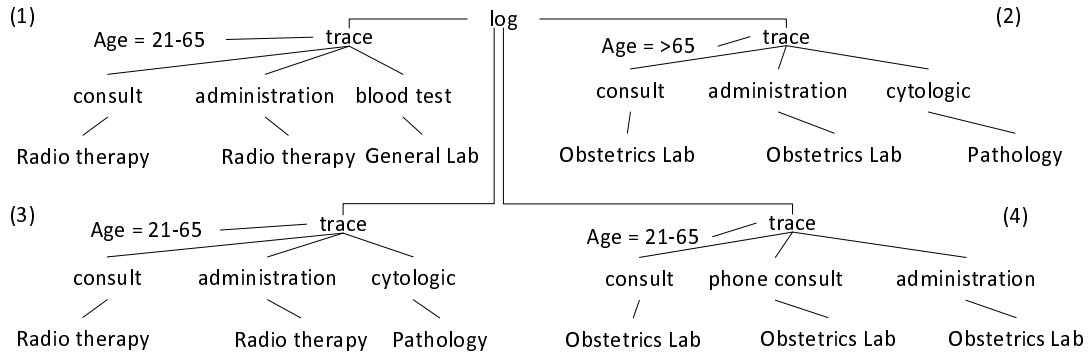 (1) log (2)
Age = 21-65 trace Age = >65 trace
consult administration blood test consult administration cytologic
Radio therapy Radio therapy General Lab Obstetrics Lab Obstetrics Lab Pathology
(3) trace trace (4)
Age = 21-65 Age = 21-65
consult administration cytologic consult phone consult administration
Radio therapy Radio therapy Pathology Obstetrics Lab Obstetrics Lab Obstetrics Lab